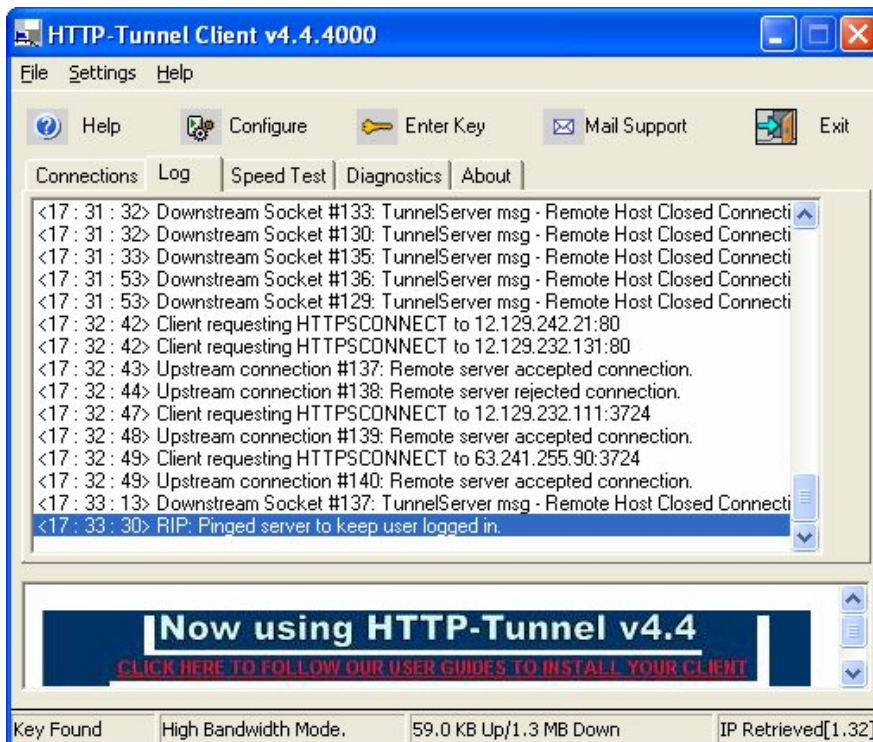 HTTP-Tunnel Client v4.4.4000
File Settings Help
Help Configure Enter Key Mail Support Exit
Connections Log Speed Test Diagnostics About
<17 : 31 : 32> Downstream Socket #133: TunnelServer msg - Remote Host Closed Connecti
<17 : 31 : 32> Downstream Socket #130: TunnelServer msg - Remote Host Closed Connecti
<17 : 31 : 33> Downstream Socket #135: TunnelServer msg - Remote Host Closed Connecti
<17 : 31 : 53> Downstream Socket #136: TunnelServer msg - Remote Host Closed Connecti
<17 : 31 : 53> Downstream Socket #129: TunnelServer msg - Remote Host Closed Connecti
<17 : 32 : 42> Client requesting HTTPSCONNECT to 12.129.242.21:80
<17 : 32 : 42> Client requesting HTTPSCONNECT to 12.129.232.131:80
<17 : 32 : 43> Upstream connection #137: Remote server accepted connection.
<17 : 32 : 44> Upstream connection #138: Remote server rejected connection.
<17 : 32 : 47> Client requesting HTTPSCONNECT to 12.129.232.111:3724
<17 : 32 : 48> Upstream connection #139: Remote server accepted connection.
<17 : 32 : 49> Client requesting HTTPSCONNECT to 63.241.255.90:3724
<17 : 32 : 49> Upstream connection #140: Remote server accepted connection.
<17 : 33 : 13> Downstream Socket #137: TunnelServer msg - Remote Host Closed Connecti
<17 : 33 : 30> RIP: Pinged server to keep user logged in.
Now using HTTP-Tunnel v4.4
CLICK HERE TO FOLLOW OUR USER GUIDES TO INSTALL YOUR CLIENT
Key Found High Bandwidth Mode. 59.0 KB Up/1.3 MB Down IP Retrieved[1.32]